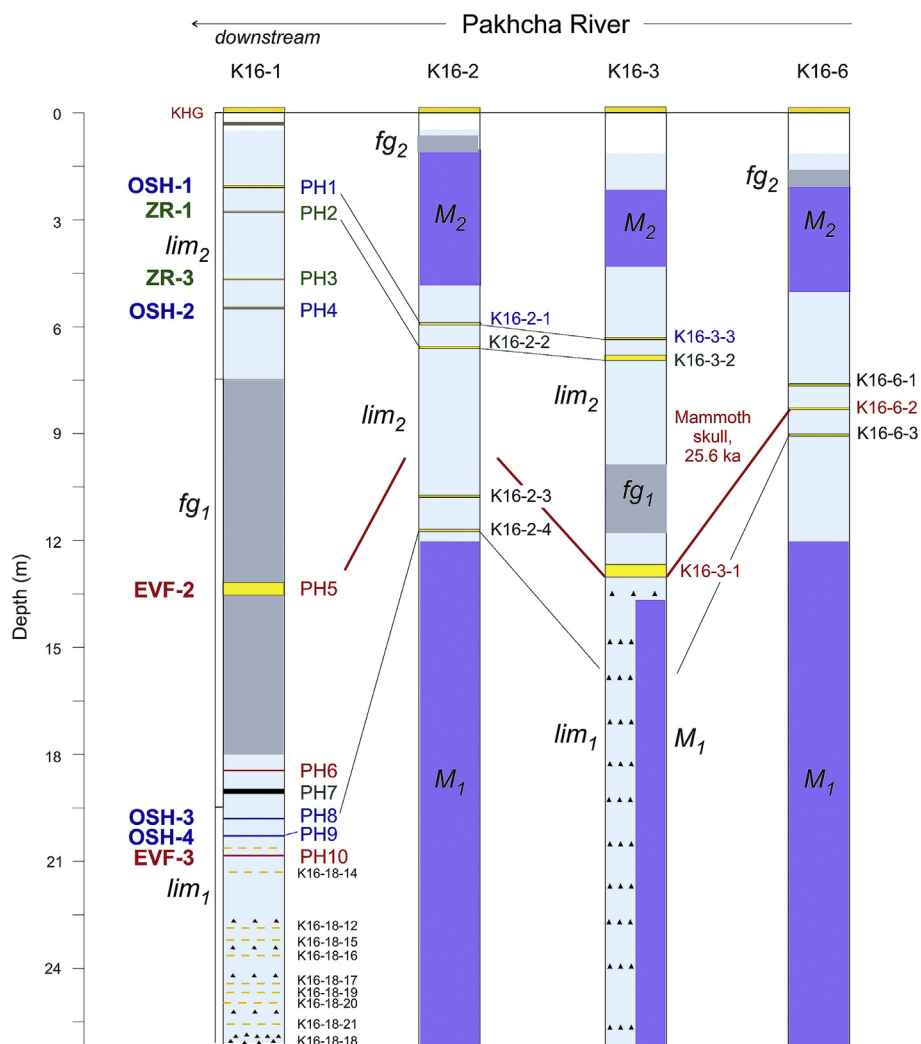 Pakhcha River
downstream
K16-1
K16-2
K16-3
K16-6
0
KHG
fg2
fg2
OSH-1
PH1
ZR-1
PH2
M2
M2
M2
3
lim2
ZR-3
PH3
OSH-2
PH4
K16-2-1
6
K16-2-2
K16-3-3
K16-3-2
K16-6-1
lim2
lim2
K16-6-2
Mammoth
skull,
25.6 ka
9
K16-6-3
fg1
K16-2-3
fg1
K16-2-4
12
Depth (m)
EVF-2
PH5
K16-3-1
15
lim1
M1
18
PH6
M1
M1
PH7
OSH-3
PH8
OSH-4
PH9
21
EVF-3
PH10
K16-18-14
lim1
K16-18-12
K16-18-15
K16-18-16
24
K16-18-17
K16-18-19
K16-18-20
K16-18-21
K16-18-18